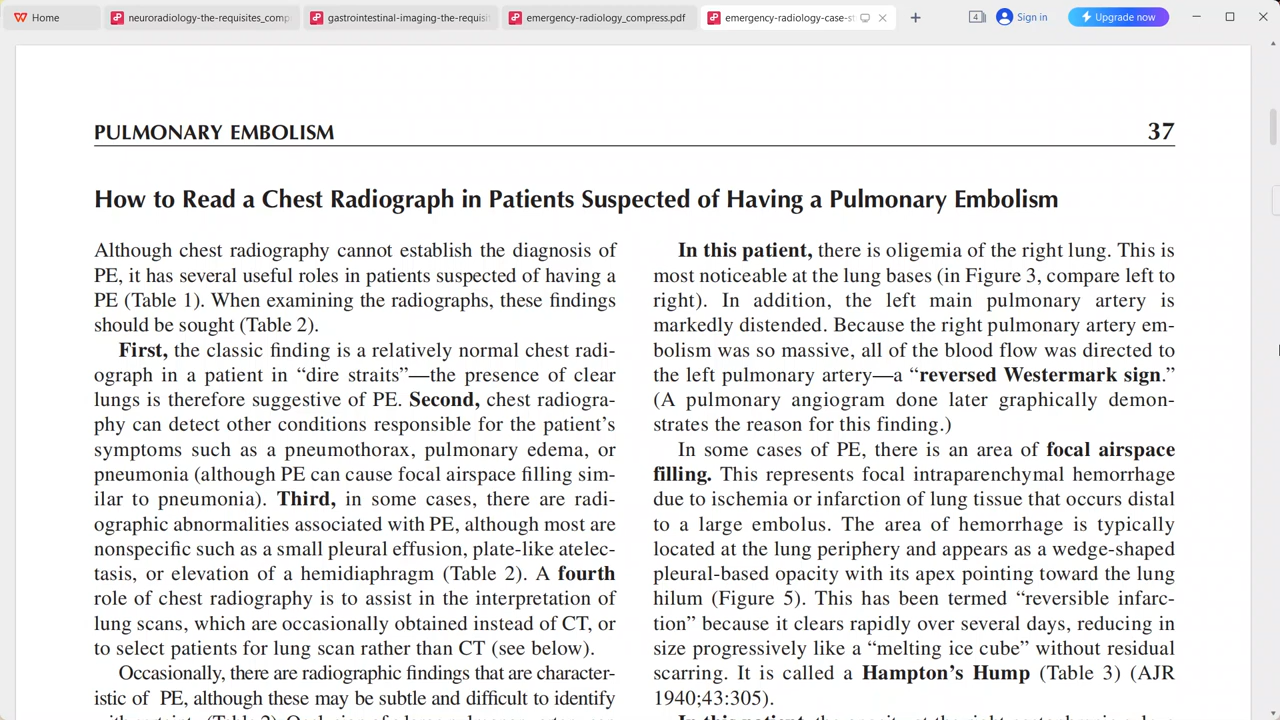 Home
neuroradiology-the-requisites_comp
gastrointestinal-imaging-the-requisit
emergency-radiology_compress.pdf
emergency-radiology-case-st
4
Sign in
Upgrade now
PULMONARY EMBOLISM
37
How to Read a Chest Radiograph in Patients Suspected of Having a Pulmonary Embolism
Although chest radiography cannot establish the diagnosis of
PE, it has several useful roles in patients suspected of having a
PE (Table 1). When examining the radiographs, these findings
should be sought (Table 2).
First, the classic finding is a relatively normal chest radi-
ograph in a patient in “dire straits”—the presence of clear
lungs is therefore suggestive of PE. Second, chest radiogra-
phy can detect other conditions responsible for the patient’s
symptoms such as a pneumothorax, pulmonary edema, or
pneumonia (although PE can cause focal airspace filling sim-
ilar to pneumonia). Third, in some cases, there are radi-
ographic abnormalities associated with PE, although most are
nonspecific such as a small pleural effusion, plate-like atelec-
tasis, or elevation of a hemidiaphragm (Table 2). A fourth
role of chest radiography is to assist in the interpretation of
lung scans, which are occasionally obtained instead of CT, or
to select patients for lung scan rather than CT (see below).
Occasionally, there are radiographic findings that are character-
istic of PE, although these may be subtle and difficult to identify
In this patient, there is oligemia of the right lung. This is
most noticeable at the lung bases (in Figure 3, compare left to
right). In addition, the left main pulmonary artery is
markedly distended. Because the right pulmonary artery em-
bolism was so massive, all of the blood flow was directed to
the left pulmonary artery—a “reversed Westermark sign.”
(A pulmonary angiogram done later graphically demon-
strates the reason for this finding.)
In some cases of PE, there is an area of focal airspace
filling. This represents focal intraparenchymal hemorrhage
due to ischemia or infarction of lung tissue that occurs distal
to a large embolus. The area of hemorrhage is typically
located at the lung periphery and appears as a wedge-shaped
pleural-based opacity with its apex pointing toward the lung
hilum (Figure 5). This has been termed “reversible infarc-
tion” because it clears rapidly over several days, reducing in
size progressively like a “melting ice cube” without residual
scarring. It is called a Hampton’s Hump (Table 3) (AJR
1940;43:305).